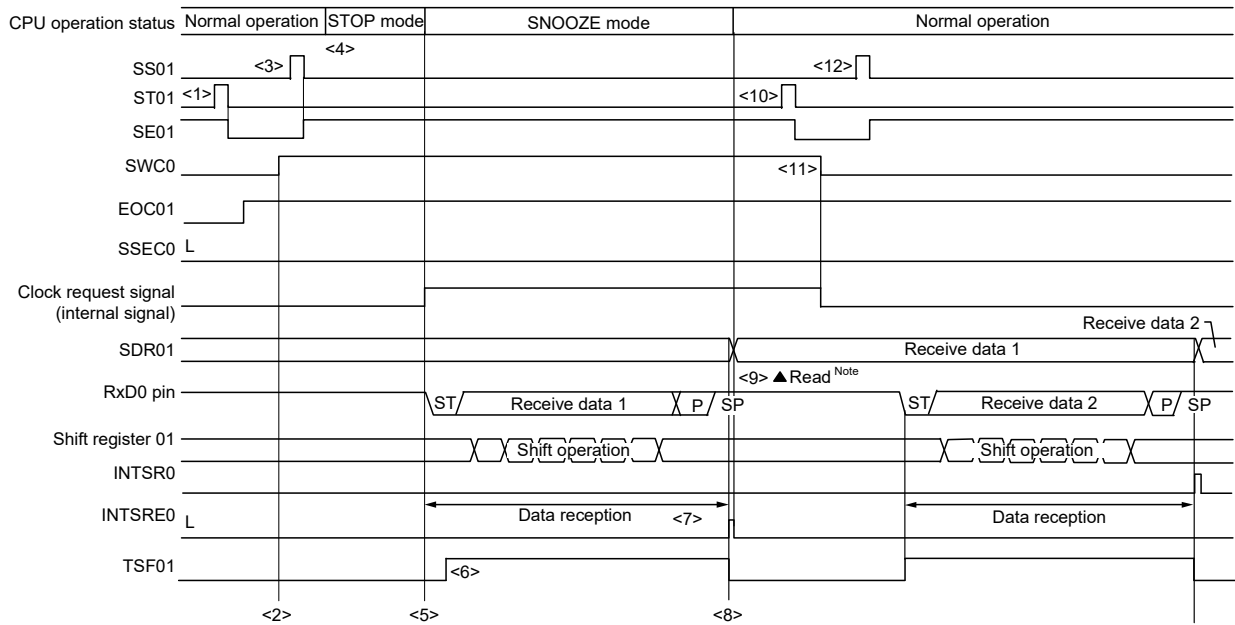 CPU operation status Normal operation STOP mode SNOOZE mode Normal operation
<4>
SS01 <3> <12>
ST01 <1> <10>
SE01
SWC0 <11>
EOC01
SSEC0 L
Clock request signal
(internal signal)
Receive data 2
SDR01 Receive data 1
<9> ▲ Read Note
RxD0 pin ST Receive data 1 P SP ST Receive data 2 P SP
Shift register 01 Shift operation Shift operation
INTSR0
INTSRE0 L Data reception <7> Data reception
TSF01 <6>
<2> <5> <8>